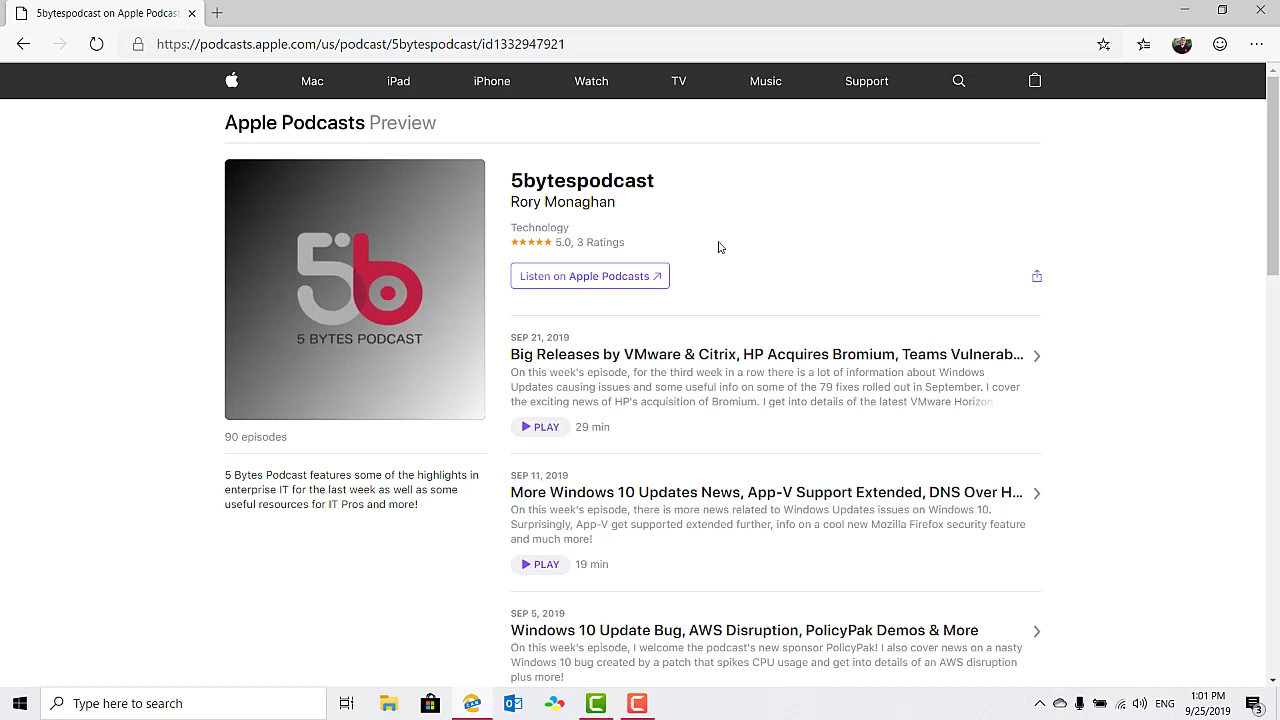 5bytespodcast on Apple Podcast
https://podcasts.apple.com/us/podcast/5bytespodcast/id1332947921
Mac iPad iPhone Watch TV Music Support
Apple Podcasts Preview
5b
5 BYTES PODCAST
90 episodes
5 Bytes Podcast features some of the highlights in
enterprise IT for the last week as well as some
useful resources for IT Pros and more!
5bytespodcast
Rory Monaghan
Technology
★★★★★ 5.0, 3 Ratings
Listen on Apple Podcasts ↗
SEP 21, 2019
Big Releases by VMware & Citrix, HP Acquires Bromium, Teams Vulnerab...
On this week's episode, for the third week in a row there is a lot of information about Windows
Updates causing issues and some useful info on some of the 79 fixes rolled out in September. I cover
the exciting news of HP's acquisition of Bromium. I get into details of the latest VMware Horizon
PLAY 29 min
SEP 11, 2019
More Windows 10 Updates News, App-V Support Extended, DNS Over H...
On this week's episode, there is more news related to Windows Updates issues on Windows 10.
Surprisingly, App-V get supported extended further, info on a cool new Mozilla Firefox security feature
and much more!
PLAY 19 min
SEP 5, 2019
Windows 10 Update Bug, AWS Disruption, PolicyPak Demos & More
On this week's episode, I welcome the podcast's new sponsor PolicyPak! I also cover news on a nasty
Windows 10 bug created by a patch that spikes CPU usage and get into details of an AWS disruption
plus more!
Type here to search
ENG
1:01 PM
9/25/2019
3